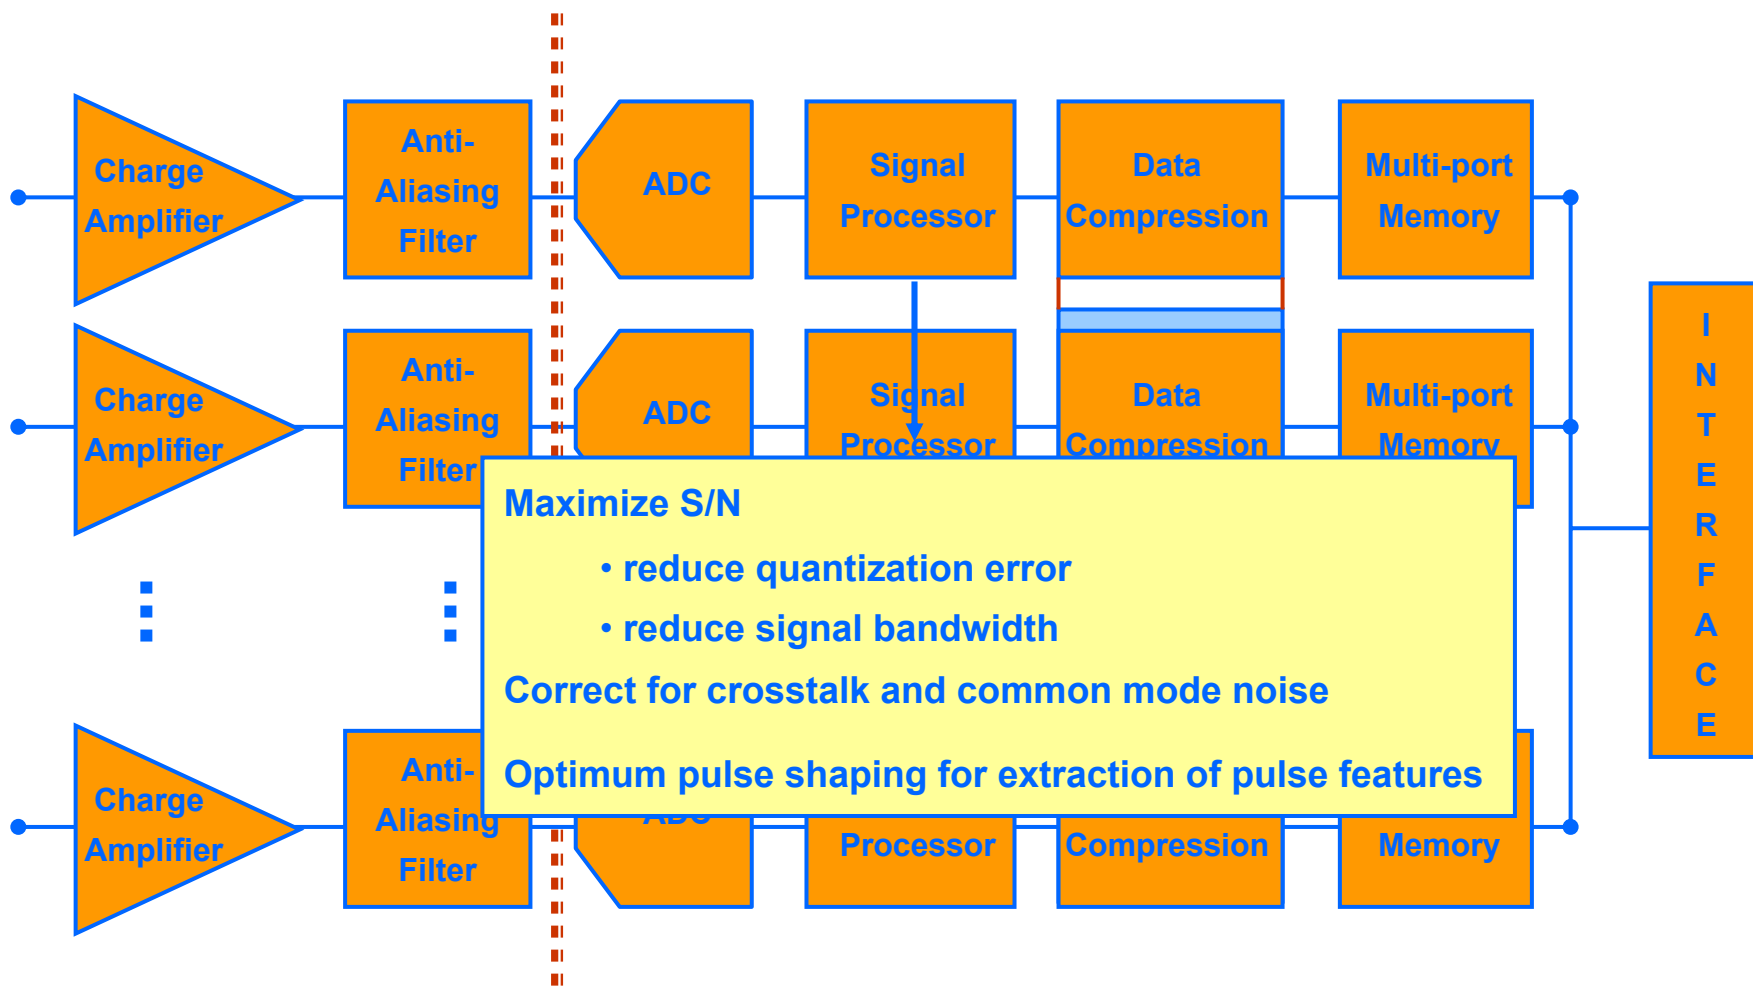 Charge
Amplifier
Anti-
Aliasing
Filter
ADC
Signal
Processor
Data
Compression
Multi-port
Memory
Charge
Amplifier
Anti-
Aliasing
Filter
ADC
Signal
Processor
Data
Compression
Multi-port
Memory
I
N
T
E
R
F
A
C
E
Maximize S/N
• reduce quantization error
• reduce signal bandwidth
Correct for crosstalk and common mode noise
Optimum pulse shaping for extraction of pulse features
Charge
Amplifier
Anti-
Aliasing
Filter
ADC
Processor
Compression
Memory